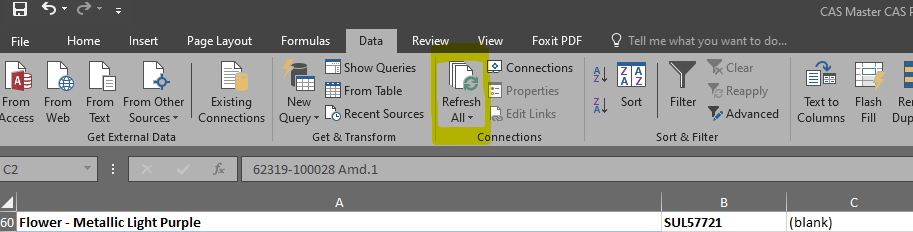 CAS Master CAS
File Home Insert Page Layout Formulas Data Review View Foxit PDF Tell me what you want to do...
From Access
From Web
From Text
From Other Sources
Existing Connections
Get External Data
New Query
Show Queries
From Table
Recent Sources
Get & Transform
Refresh All
Connections
Properties
Edit Links
Connections
A Z
Z A
Z A A Z
Sort
Filter
Clear
Reapply
Advanced
Sort & Filter
Text to Columns
Flash Fill
C2 fx 62319-100028 Amd.1
A B C
60 Flower - Metallic Light Purple SUL57721 (blank)